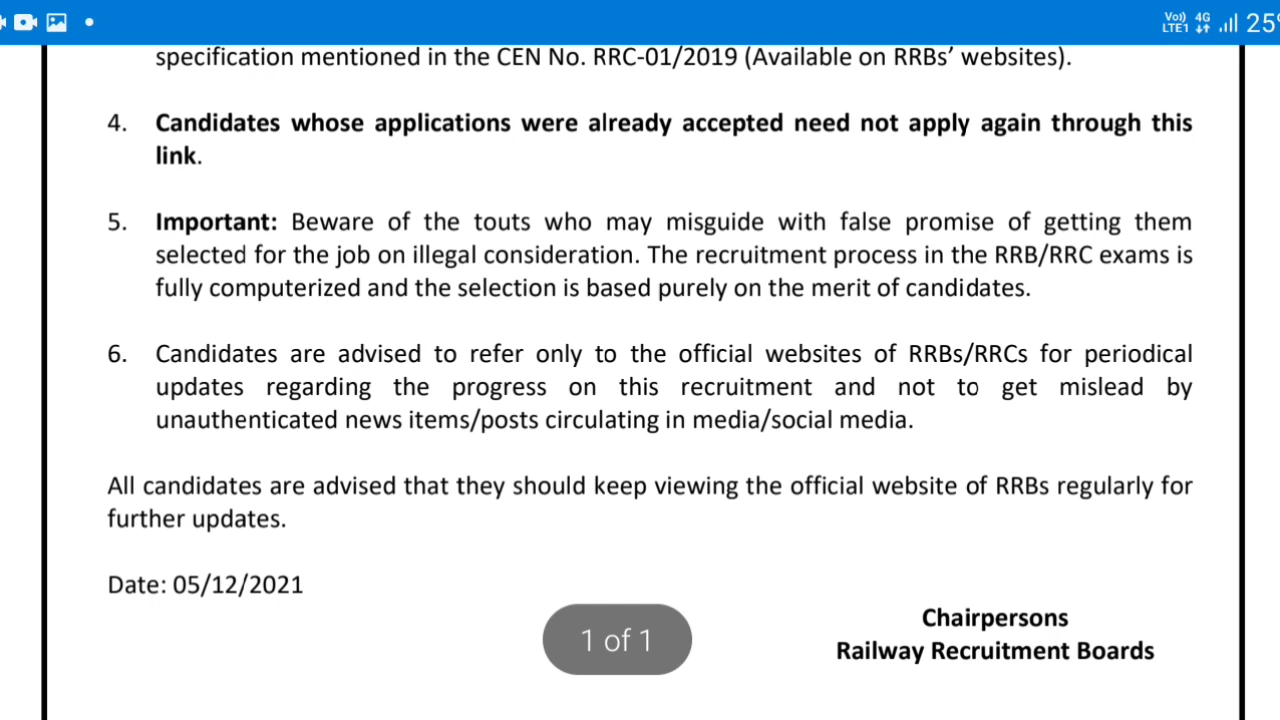 Vo)) 4G
LTE1
25
specification mentioned in the CEN No. RRC-01/2019 (Available on RRBs’ websites).
4. Candidates whose applications were already accepted need not apply again through this
link.
5. Important: Beware of the touts who may misguide with false promise of getting them
selected for the job on illegal consideration. The recruitment process in the RRB/RRC exams is
fully computerized and the selection is based purely on the merit of candidates.
6. Candidates are advised to refer only to the official websites of RRBs/RRCs for periodical
updates regarding the progress on this recruitment and not to get mislead by
unauthenticated news items/posts circulating in media/social media.
All candidates are advised that they should keep viewing the official website of RRBs regularly for
further updates.
Date: 05/12/2021
1 of 1
Chairpersons
Railway Recruitment Boards